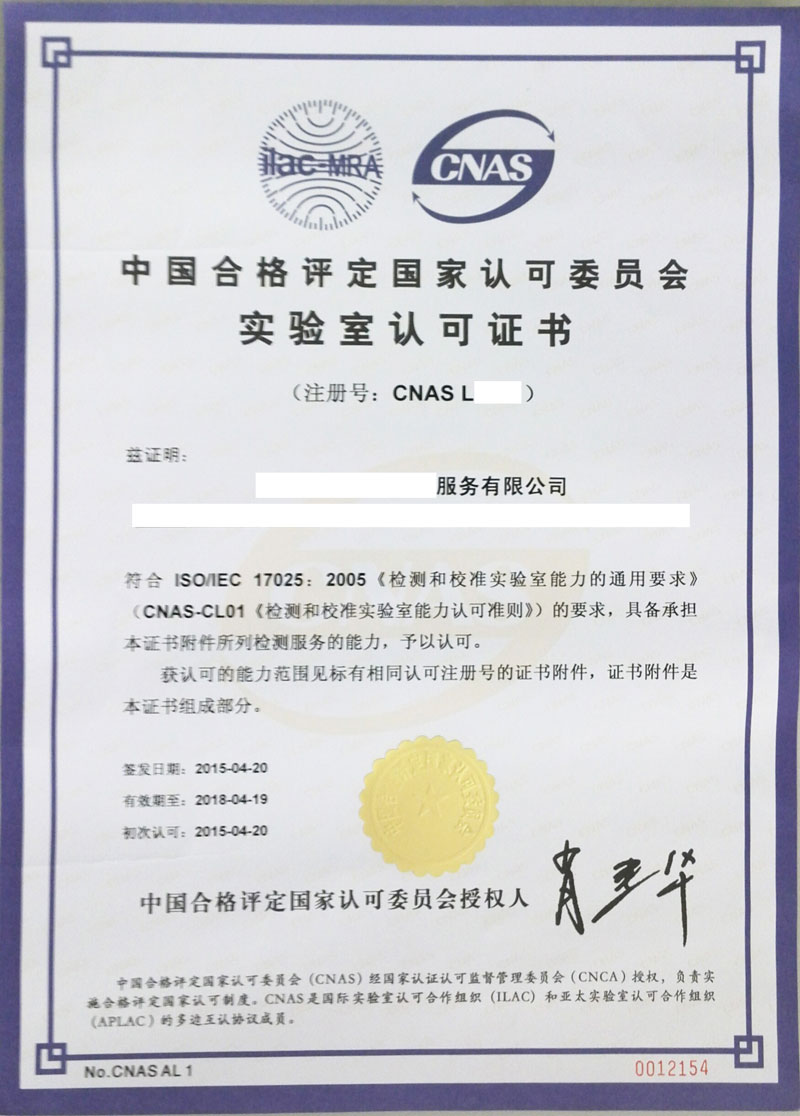 ilac-MRA
CNAS
中国合格评定国家认可委员会
实验室认可证书
（注册号：CNAS L　　）
兹证明：
服务有限公司
符合 ISO/IEC 17025：2005《检测和校准实验室能力的通用要求》
（CNAS-CL01《检测和校准实验室能力认可准则》）的要求，具备承担
本证书附件所列检测服务的能力，予以认可。
获认可的能力范围见标有相同认可注册号的证书附件，证书附件是
本证书组成部分。
签发日期：2015-04-20
有效期至：2018-04-19
初次认可：2015-04-20
中国合格评定国家认可委员会授权人
中国合格评定国家认可委员会（CNAS）经国家认证认可监督管理委员会（CNCA）授权，负责实
施合格评定国家认可制度。CNAS是国际实验室认可合作组织（ILAC）和亚太实验室认可合作组织
（APLAC）的多边互认协议成员。
No.CNAS AL 1
0012154